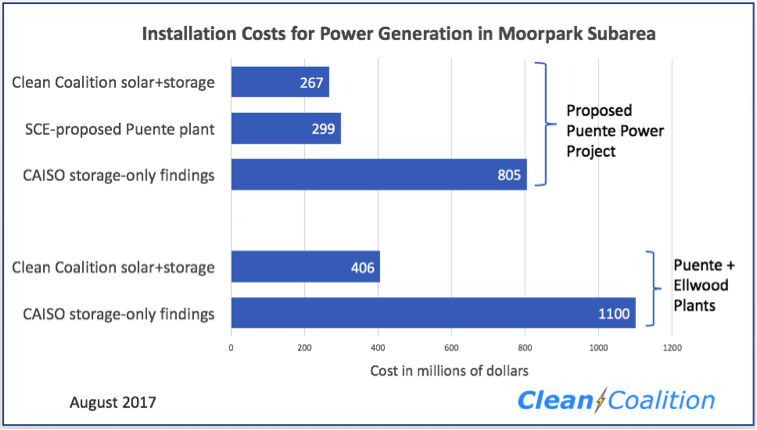 Installation Costs for Power Generation in Moorpark Subarea
Clean Coalition solar+storage
267
SCE-proposed Puente plant
299
CAISO storage-only findings
805
Proposed
Puente Power
Project
Clean Coalition solar+storage
406
CAISO storage-only findings
1100
Puente +
Ellwood
Plants
0 200 400 600 800 1000 1200
Cost in millions of dollars
August 2017
Clean Coalition